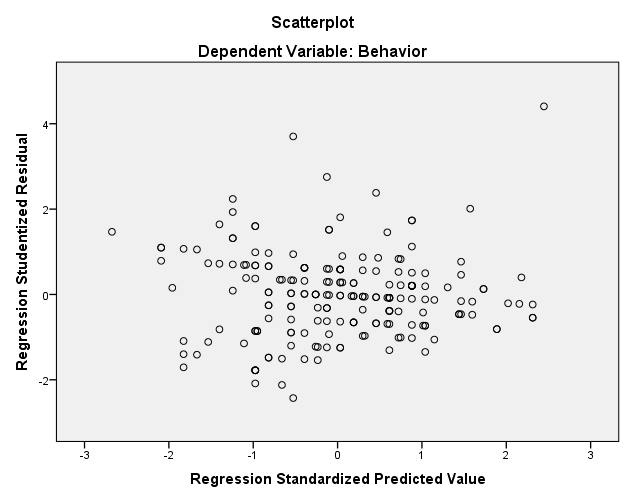 Scatterplot
Dependent Variable: Behavior
Regression Studentized Residual
4
2
0
-2
-3 -2 -1 0 1 2 3
Regression Standardized Predicted Value